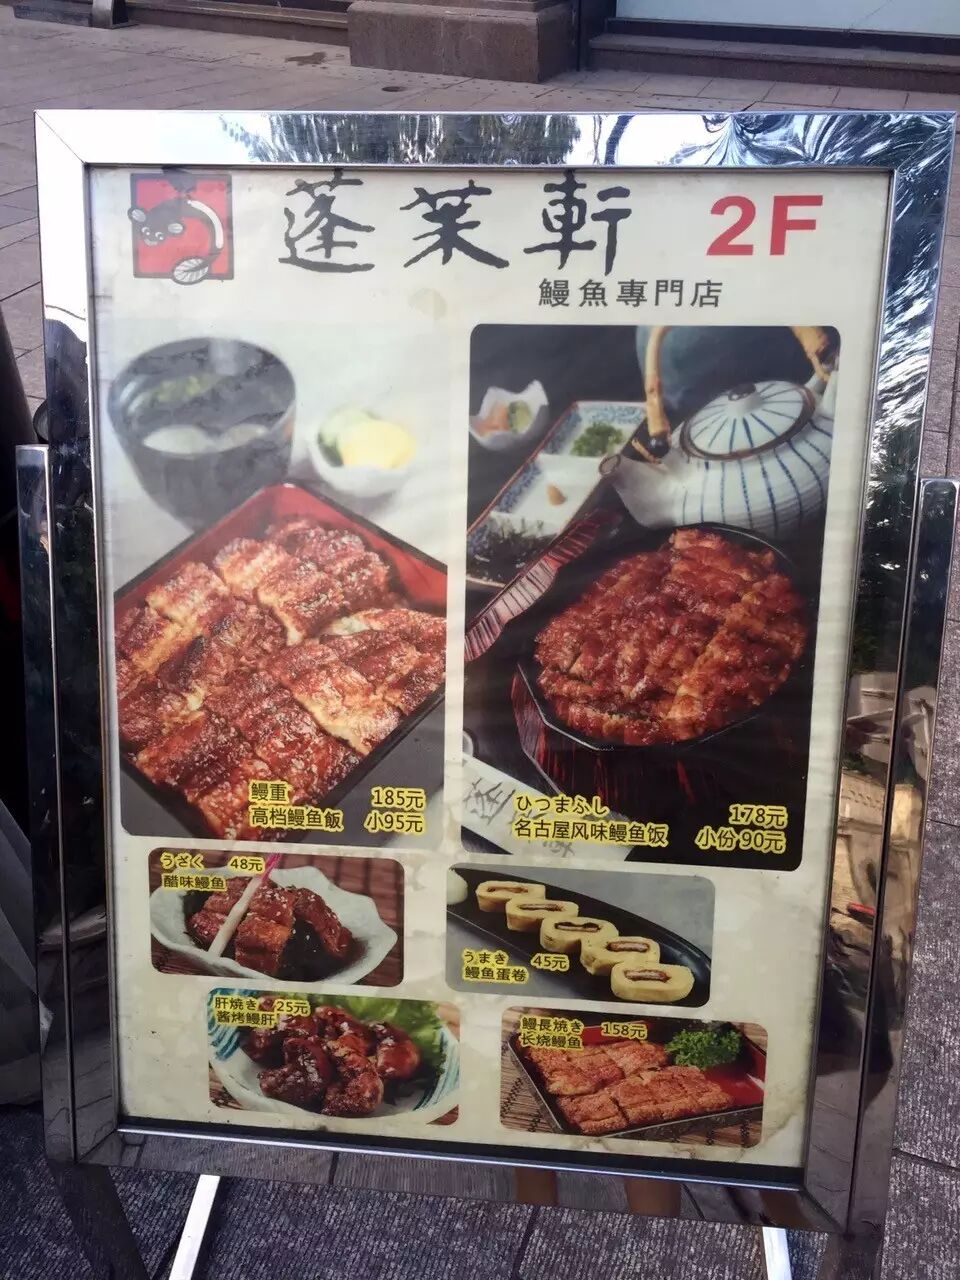 蓬莱軒 2F
鰻魚專門店
鳗重 185元
高档鳗鱼飯 小95元
ひつまふし 178元
名古屋风味鳗鱼饭 小份 90元
うざく 48元
醋味鳗鱼
うまき 45元
鳗鱼蛋卷
肝焼き 25元
酱烤鳗肝
鰻長焼き 158元
长烧鳗鱼